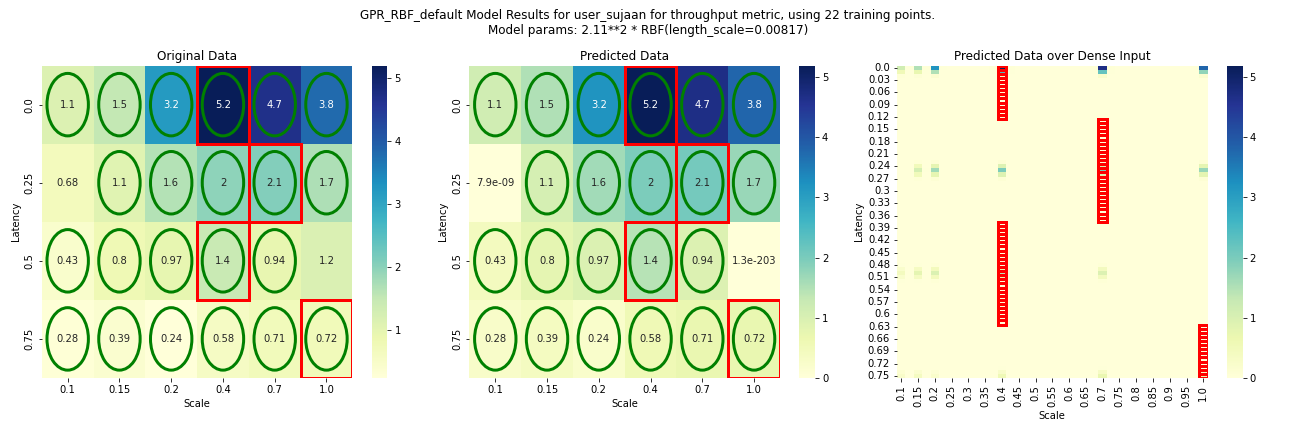 GPR_RBF_default Model Results for user_sujaan for throughput metric, using 22 training points.
Model params: 2.11**2 * RBF(length_scale=0.00817)
Original Data
Latency
0.0
0.25
0.5
0.75
1.1 1.5 3.2 5.2 4.7 3.8
0.68 1.1 1.6 2 2.1 1.7
0.43 0.8 0.97 1.4 0.94 1.2
0.28 0.39 0.24 0.58 0.71 0.72
0.1 0.15 0.2 0.4 0.7 1.0
Scale
5
4
3
2
1
Predicted Data
Latency
0.0
0.25
0.5
0.75
1.1 1.5 3.2 5.2 4.7 3.8
7.9e-09 1.1 1.6 2 2.1 1.7
0.43 0.8 0.97 1.4 0.94 1.3e-203
0.28 0.39 0.24 0.58 0.71 0.72
0.1 0.15 0.2 0.4 0.7 1.0
Scale
5
4
3
2
1
0
Predicted Data over Dense Input
Latency
0.0
0.03
0.06
0.09
0.12
0.15
0.18
0.21
0.24
0.27
0.3
0.33
0.36
0.39
0.42
0.45
0.48
0.51
0.54
0.57
0.6
0.63
0.66
0.69
0.72
0.75
0.1 0.15 0.2 0.3 0.35 0.4 0.45 0.5 0.55 0.6 0.65 0.7 0.75 0.8 0.85 0.9 0.95 1.0
Scale
5
4
3
2
1
0